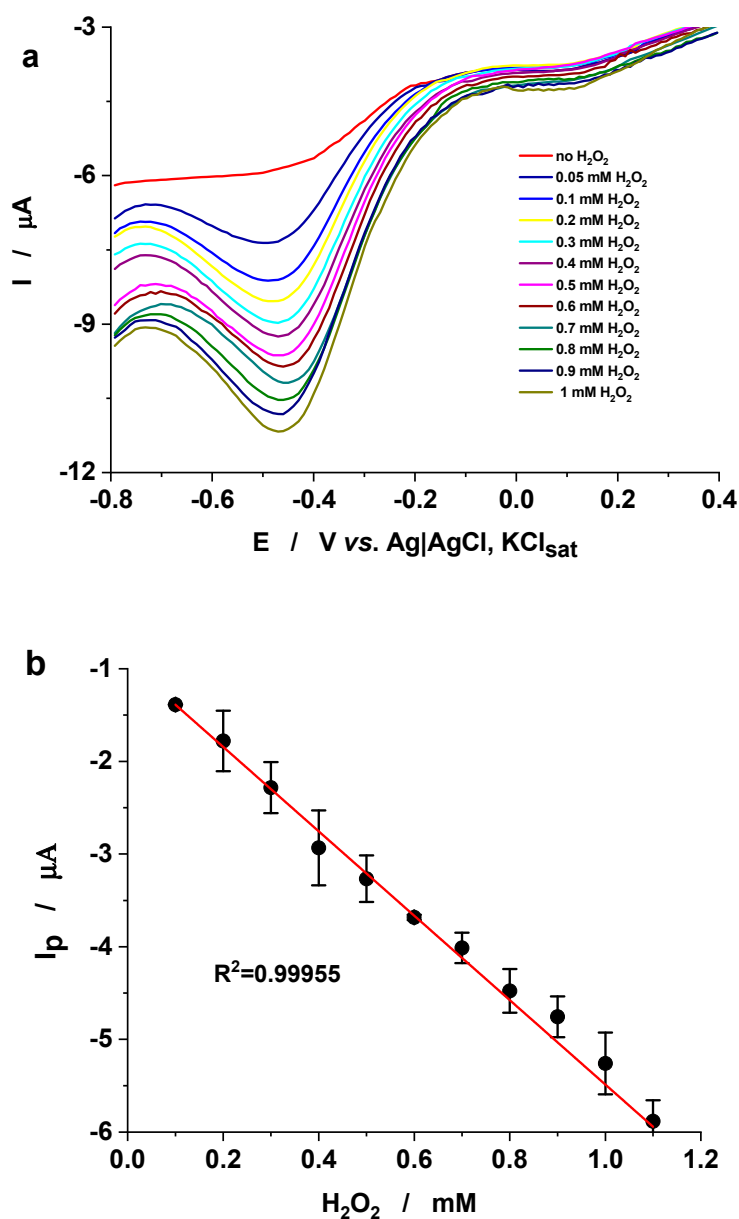 a
-3
-6
-9
-12
I / μA
no H₂O₂
0.05 mM H₂O₂
0.1 mM H₂O₂
0.2 mM H₂O₂
0.3 mM H₂O₂
0.4 mM H₂O₂
0.5 mM H₂O₂
0.6 mM H₂O₂
0.7 mM H₂O₂
0.8 mM H₂O₂
0.9 mM H₂O₂
1 mM H₂O₂
-0.8 -0.6 -0.4 -0.2 0.0 0.2 0.4
E / V vs. Ag|AgCl, KCl_sat
b
-1
-2
-3
-4
-5
-6
I_p / μA
R²=0.99955
0.0 0.2 0.4 0.6 0.8 1.0 1.2
H₂O₂ / mM